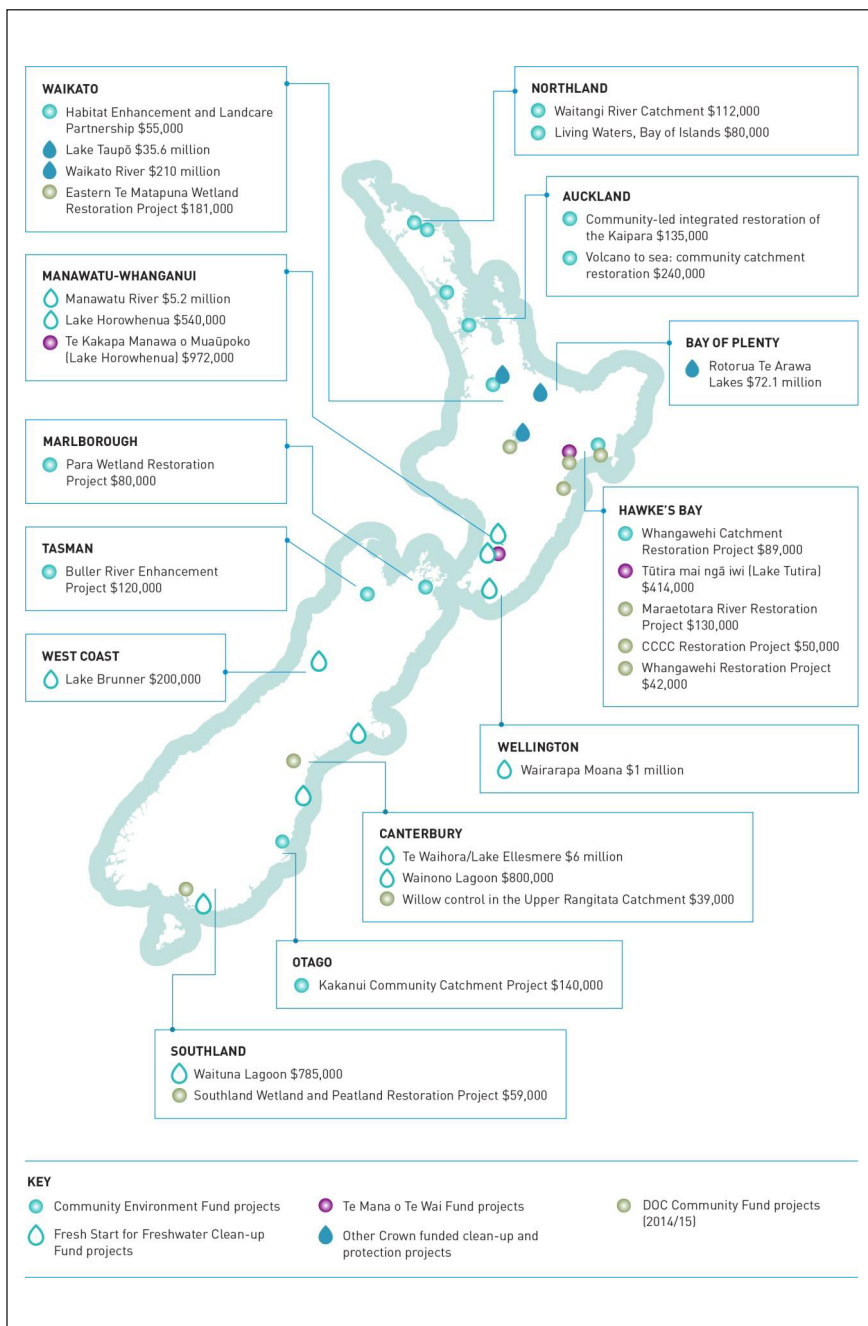 WAIKATO
Habitat Enhancement and Landcare
Partnership $55,000
Lake Taupō $35.6 million
Waikato River $210 million
Eastern Te Matapuna Wetland
Restoration Project $181,000
NORTHLAND
Waitangi River Catchment $112,000
Living Waters, Bay of Islands $80,000
AUCKLAND
Community-led integrated restoration of
the Kaipara $135,000
Volcano to sea: community catchment
restoration $240,000
MANAWATU-WHANGANUI
Manawatu River $5.2 million
Lake Horowhenua $540,000
Te Kakapa Manawa o Muaūpoko
(Lake Horowhenua) $972,000
BAY OF PLENTY
Rotorua Te Arawa
Lakes $72.1 million
MARLBOROUGH
Para Wetland Restoration
Project $80,000
TASMAN
Buller River Enhancement
Project $120,000
HAWKE'S BAY
Whangawehi Catchment
Restoration Project $89,000
Tūtira mai ngā iwi (Lake Tutira)
$414,000
Maraetotara River Restoration
Project $130,000
CCCC Restoration Project $50,000
Whangawehi Restoration Project
$42,000
WEST COAST
Lake Brunner $200,000
WELLINGTON
Wairarapa Moana $1 million
CANTERBURY
Te Waihora/Lake Ellesmere $6 million
Wainono Lagoon $800,000
Willow control in the Upper Rangitata Catchment $39,000
OTAGO
Kakanui Community Catchment Project $140,000
SOUTHLAND
Waituna Lagoon $785,000
Southland Wetland and Peatland Restoration Project $59,000
KEY
Community Environment Fund projects
Fresh Start for Freshwater Clean-up
Fund projects
Te Mana o Te Wai Fund projects
Other Crown funded clean-up and
protection projects
DOC Community Fund projects
(2014/15)